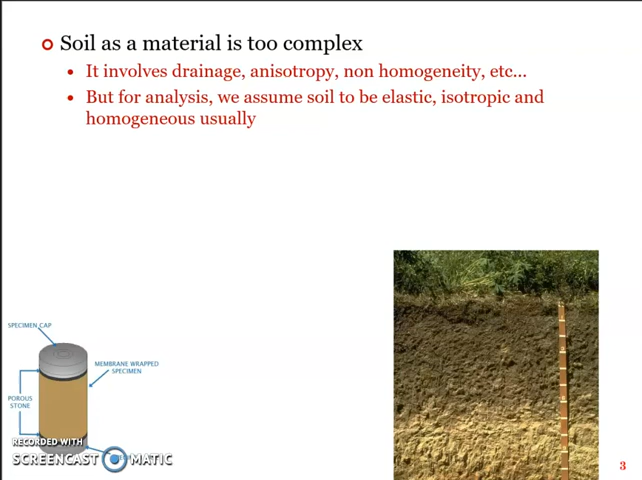 Soil as a material is too complex
It involves drainage, anisotropy, non homogeneity, etc...
But for analysis, we assume soil to be elastic, isotropic and
homogeneous usually
SPECIMEN CAP
MEMBRANE WRAPPED
SPECIMEN
POROUS
STONE
RECORDED WITH
SCREENCAST MATIC
3